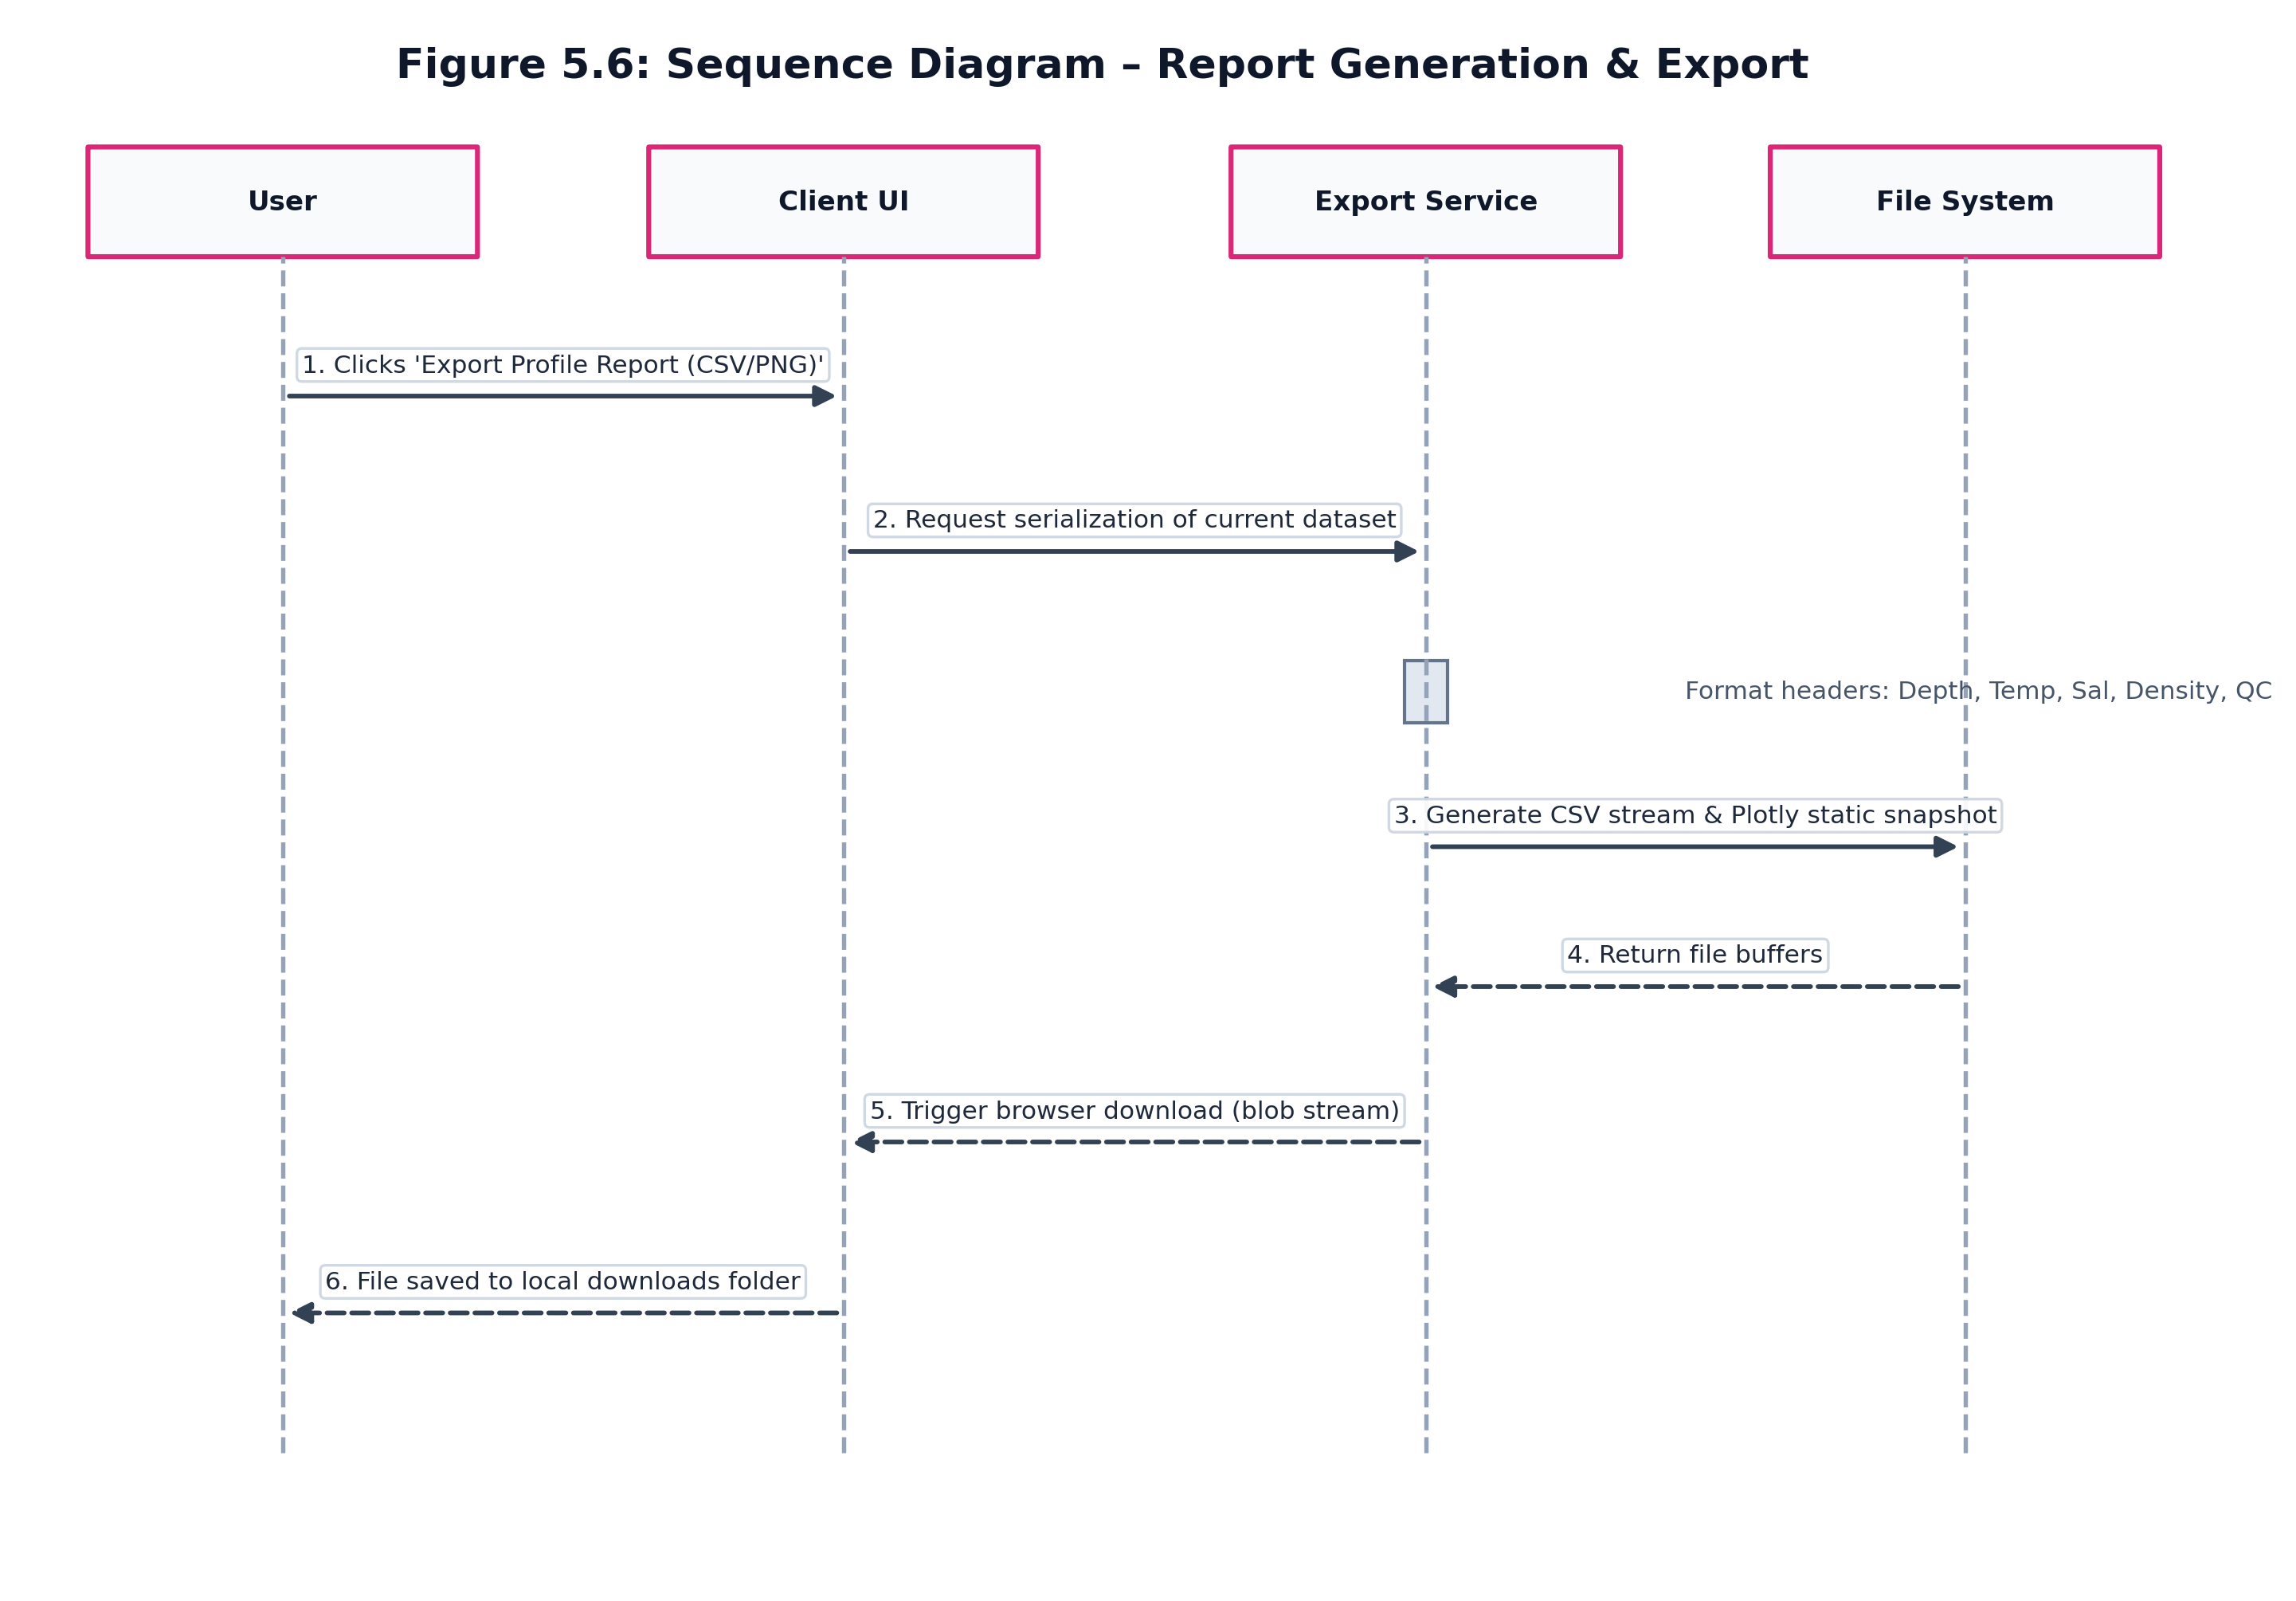 Figure 5.6: Sequence Diagram – Report Generation & Export
User
Client UI
Export Service
File System
1. Clicks 'Export Profile Report (CSV/PNG)'
2. Request serialization of current dataset
Format headers: Depth, Temp, Sal, Density, QC
3. Generate CSV stream & Plotly static snapshot
4. Return file buffers
5. Trigger browser download (blob stream)
6. File saved to local downloads folder